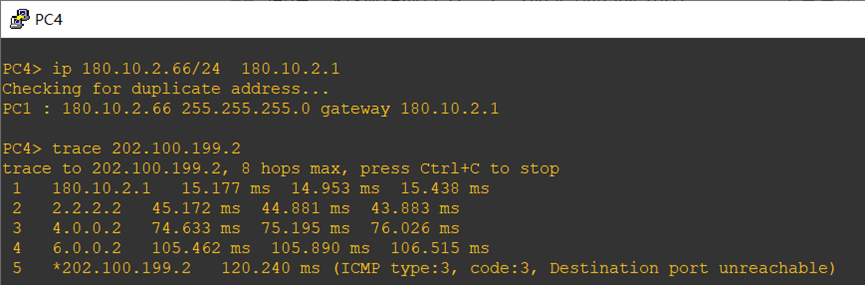 PC4
PC4> ip 180.10.2.66/24  180.10.2.1
Checking for duplicate address...
PC1 : 180.10.2.66 255.255.255.0 gateway 180.10.2.1
PC4> trace 202.100.199.2
trace to 202.100.199.2, 8 hops max, press Ctrl+C to stop
 1   180.10.2.1   15.177 ms  14.953 ms  15.438 ms
 2   2.2.2.2   45.172 ms  44.881 ms  43.883 ms
 3   4.0.0.2   74.633 ms  75.195 ms  76.026 ms
 4   6.0.0.2   105.462 ms  105.890 ms  106.515 ms
 5   *202.100.199.2   120.240 ms (ICMP type:3, code:3, Destination port unreachable)